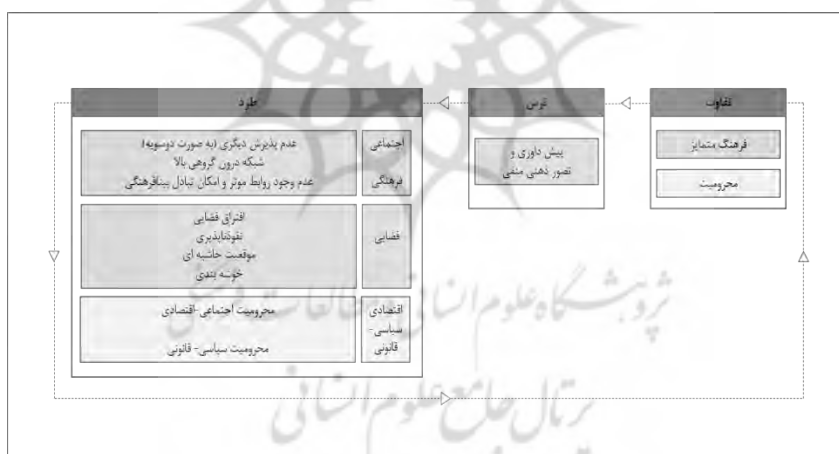 تفاوت
فرهنگ متمایز
محرومیت
ترس
پیش داوری و
تصور ذهنی منفی
طرد
اجتماعی
فرهنگی
عدم پذیرش دیگری (به صورت دوسویه)
شبکه درون گروهی بالا
عدم وجود روابط موثر و امکان تبادل بینافرهنگی
فضایی
افتراق فضایی
نفوذناپذیری
موقعیت حاشیه ای
خوشه بندی
اقتصادی
سیاسی-
قانونی
محرومیت اجتماعی-اقتصادی
محرومیت سیاسی- قانونی
پژوهشگاه علوم انسانی و مطالعات فرهنگی
پرتال جامع علوم انسانی